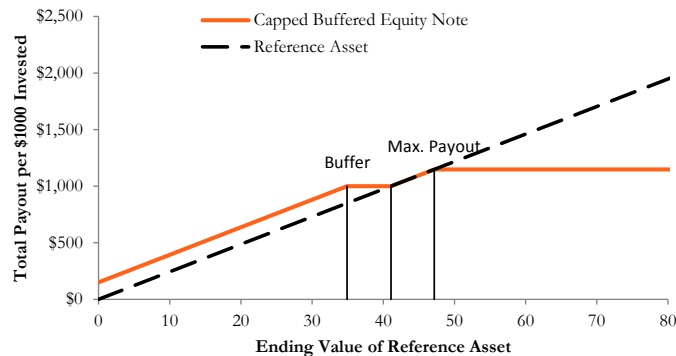 $2,500
Capped Buffered Equity Note
Reference Asset
$2,000
$1,500
Max. Payout
Buffer
$1,000
$500
$0
0 10 20 30 40 50 60 70 80
Total Payout per $1000 Invested
Ending Value of Reference Asset